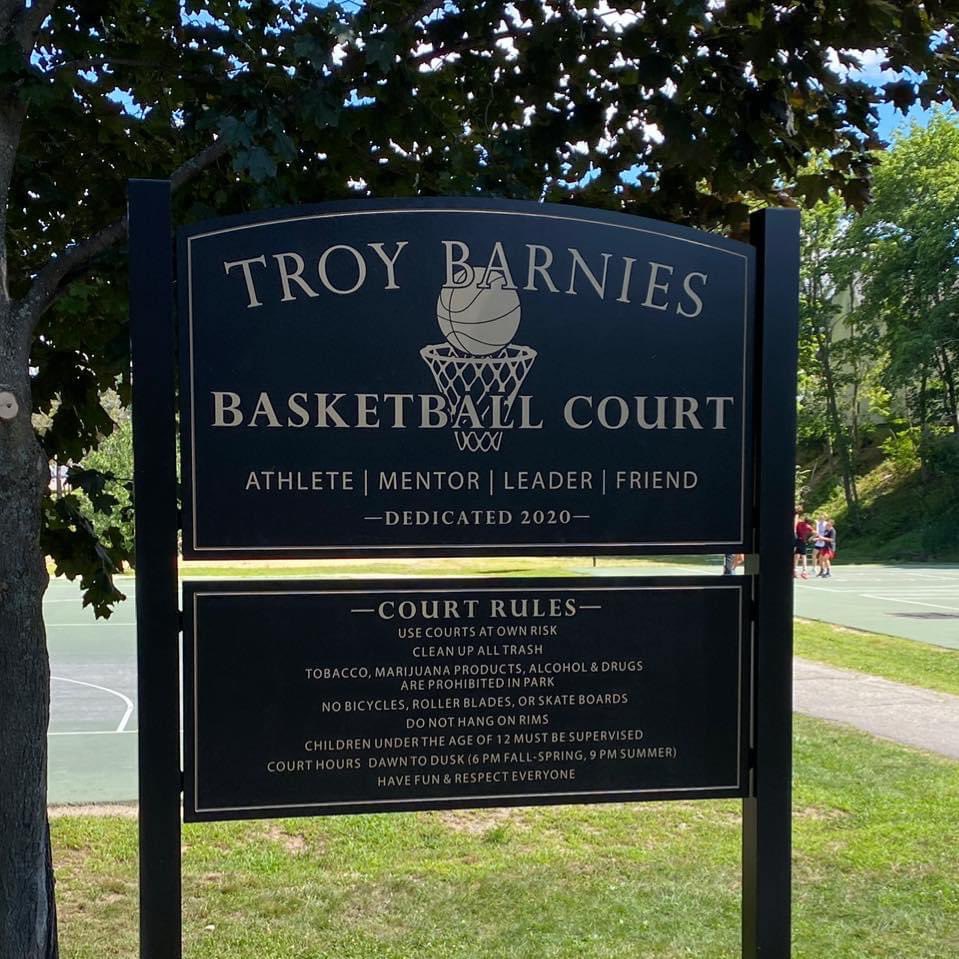 TROY BARNIES
BASKETBALL COURT
ATHLETE | MENTOR | LEADER | FRIEND
—DEDICATED 2020—
—COURT RULES—
USE COURTS AT OWN RISK
CLEAN UP ALL TRASH
TOBACCO, MARIJUANA PRODUCTS, ALCOHOL & DRUGS
ARE PROHIBITED IN PARK
NO BICYCLES, ROLLER BLADES, OR SKATE BOARDS
DO NOT HANG ON RIMS
CHILDREN UNDER THE AGE OF 12 MUST BE SUPERVISED
COURT HOURS DAWN TO DUSK (6 PM FALL-SPRING, 9 PM SUMMER)
HAVE FUN & RESPECT EVERYONE